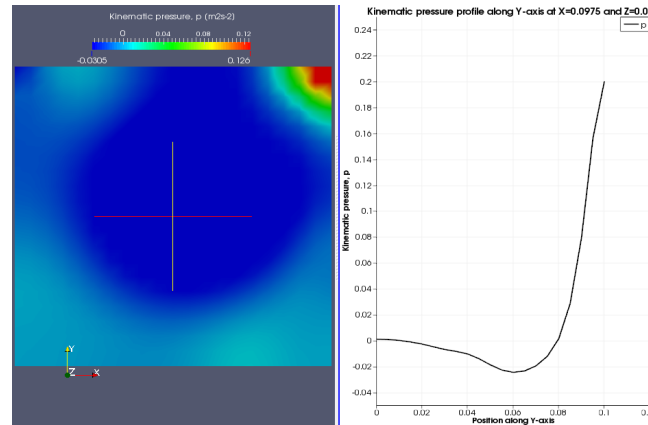 Kinematic pressure, p (m2s-2)
0 0.04 0.08 0.12
-0.0305 0.126
Y
Z X
Kinematic pressure profile along Y-axis at X=0.0975 and Z=0.0
p
0.24
0.22
0.2
0.18
0.16
0.14
0.12
0.1
0.08
0.06
0.04
0.02
0
-0.02
-0.04
Kinematic pressure, p
0 0.02 0.04 0.06 0.08 0.1 0.
Position along Y-axis